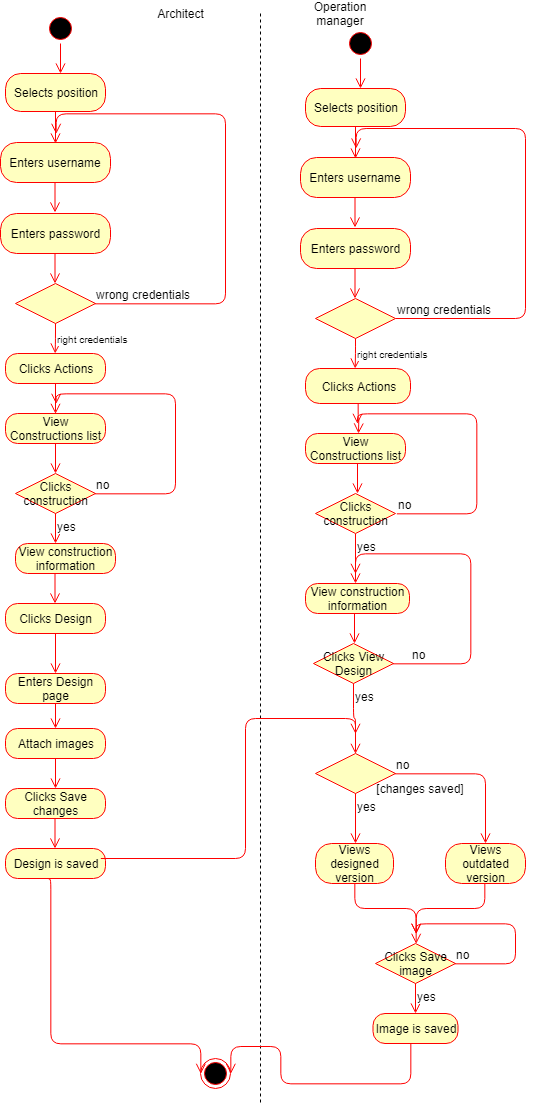 Architect
Selects position
Enters username
Enters password
wrong credentials
right credentials
Clicks Actions
View
Constructions list
Clicks
construction
no
yes
View construction
information
Clicks Design
Enters Design
page
Attach images
Clicks Save
changes
Design is saved
Operation
manager
Selects position
Enters username
Enters password
wrong credentials
right credentials
Clicks Actions
View
Constructions list
Clicks
construction
no
yes
View construction
information
Clicks View
Design
no
yes
no
[changes saved]
yes
Views
designed
version
Views
outdated
version
Clicks Save
image
no
yes
Image is saved